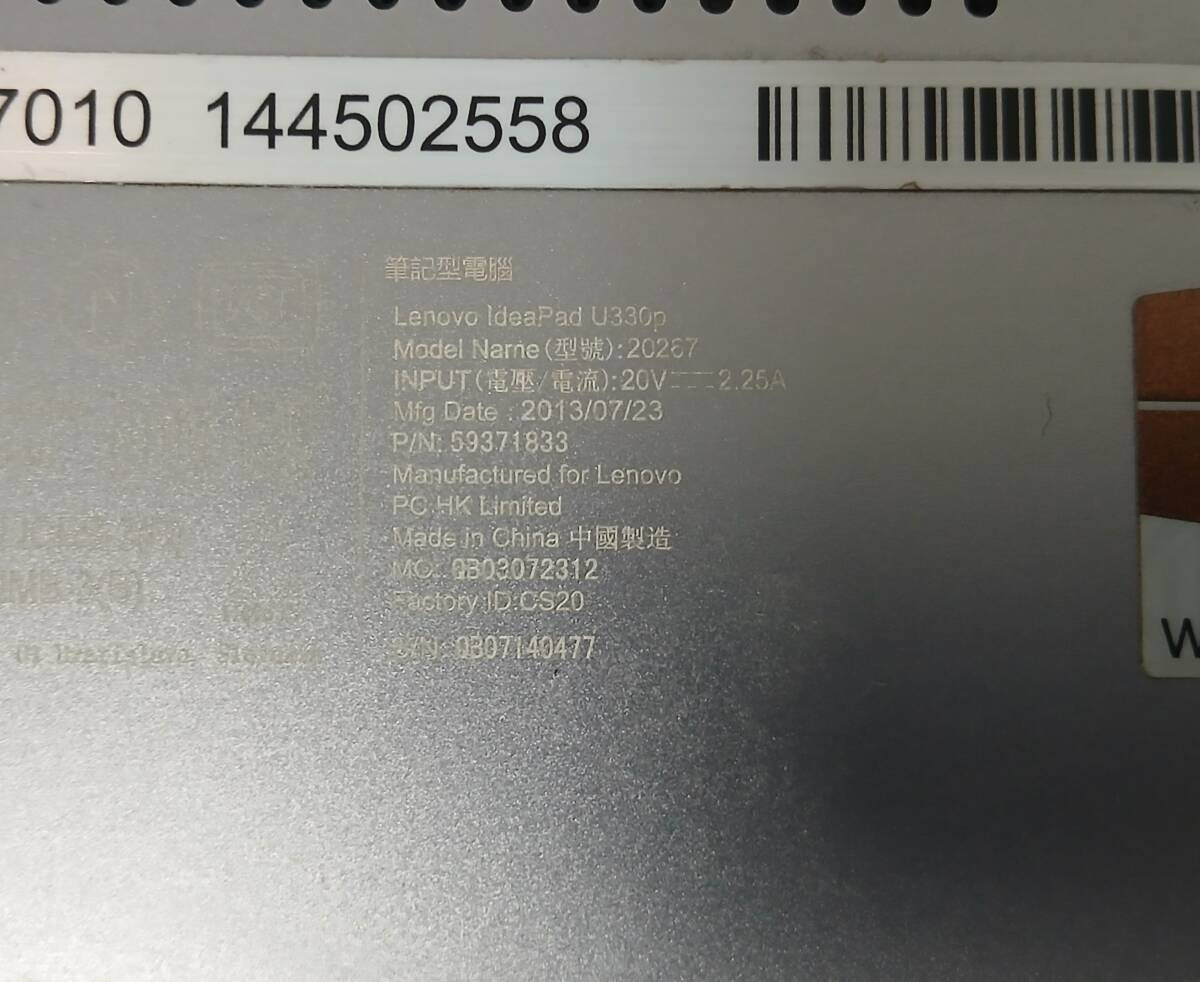 7010 144502558
筆記型電腦
Lenovo IdeaPad U330p
Model Name(型號):20267
INPUT(電壓/電流):20V⎓2.25A
Mfg Date : 2013/07/23
P/N: 59371833
Manufactured for Lenovo
PC HK Limited
Made in China 中國製造
MO: QB03072312
Factory ID:CS20
S/N: QB07140477
W